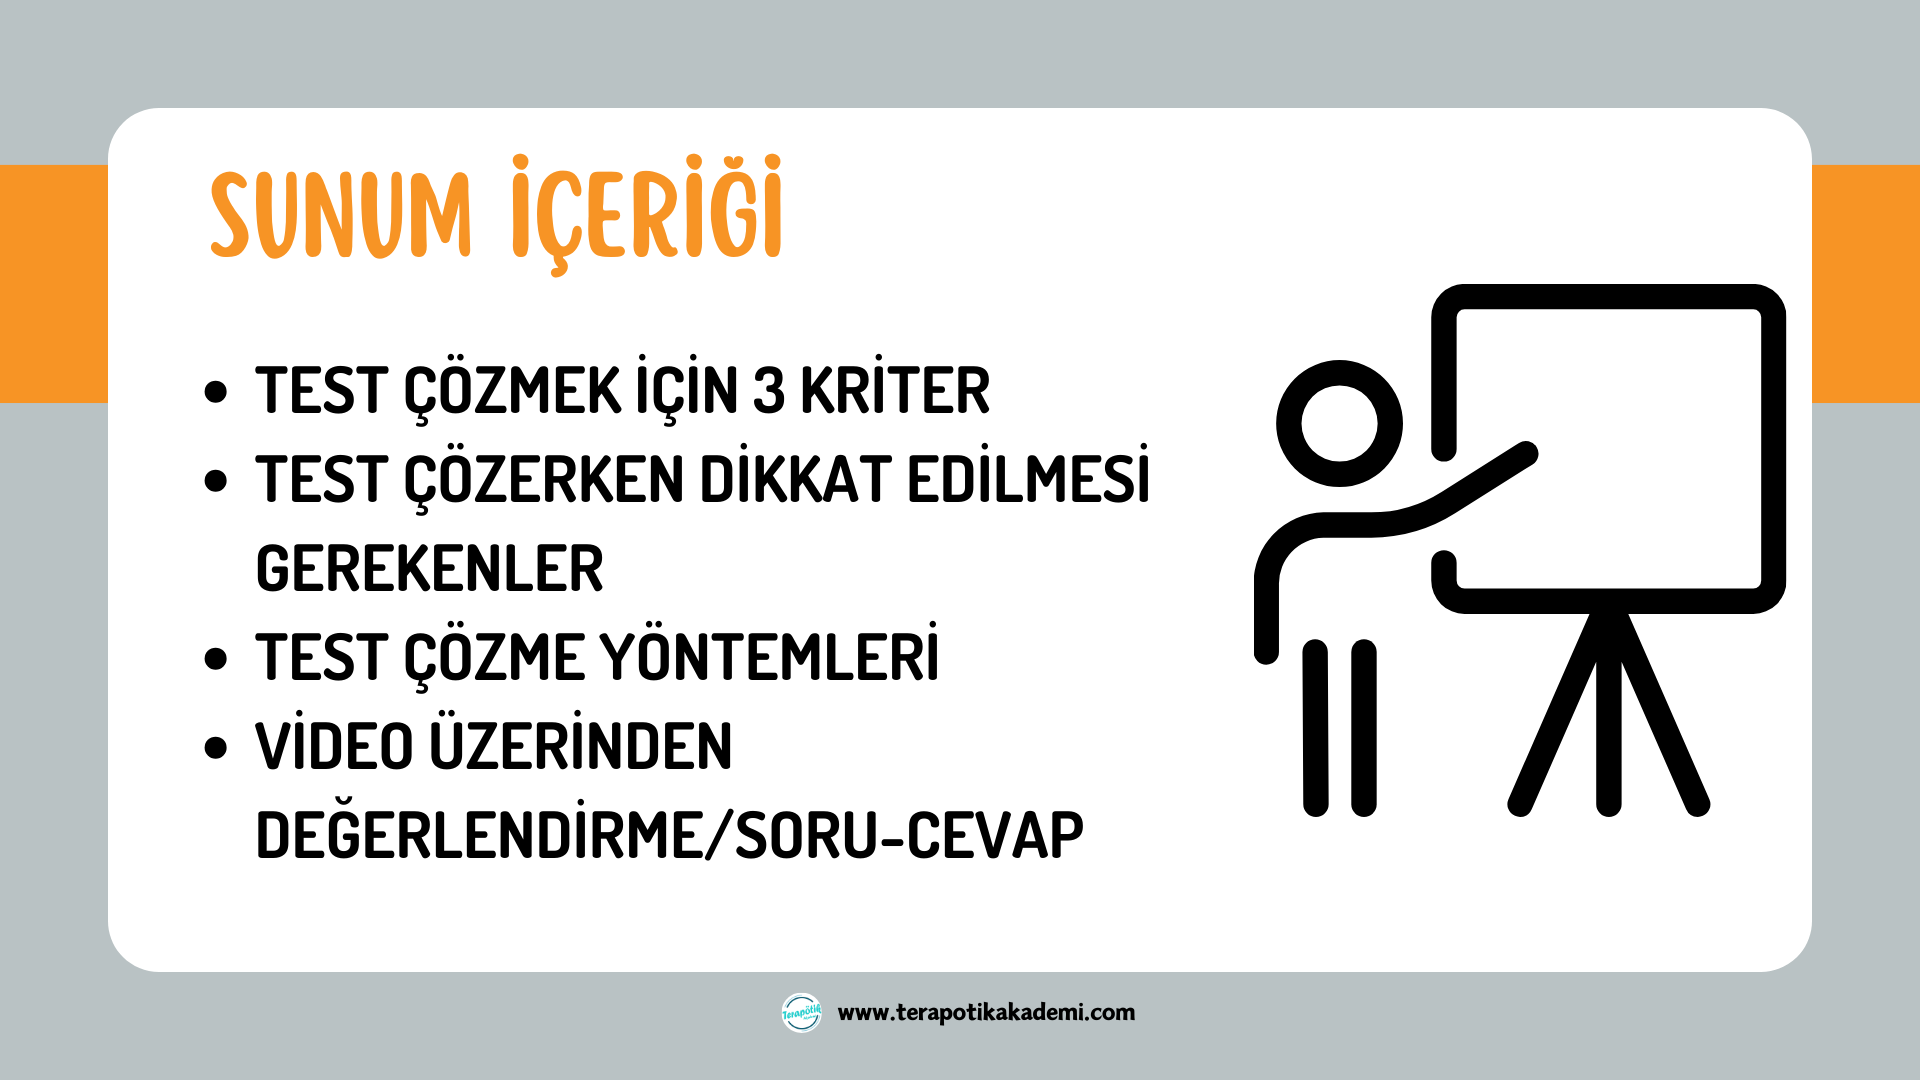 SUNUM İÇERİĞİ
• TEST ÇÖZMEK İÇİN 3 KRİTER
• TEST ÇÖZERKEN DİKKAT EDİLMESİ
GEREKENLER
• TEST ÇÖZME YÖNTEMLERİ
• VİDEO ÜZERİNDEN
DEĞERLENDİRME/SORU-CEVAP
Terapötik
www.terapotikakademi.com